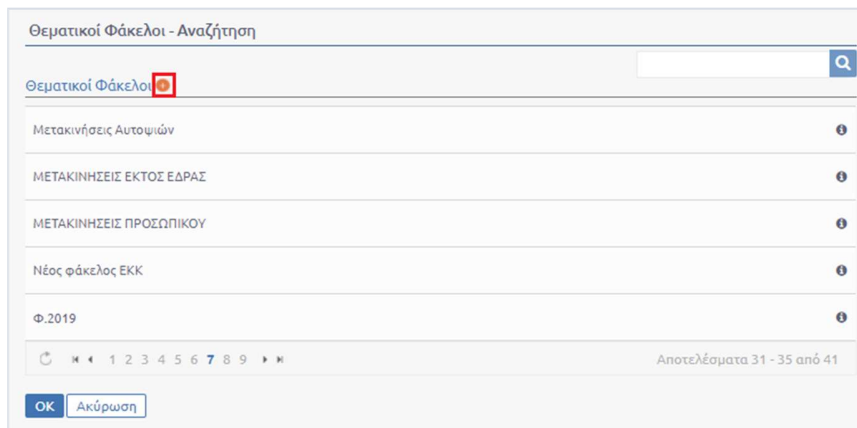 Θεματικοί Φάκελοι - Αναζήτηση
Θεματικοί Φάκελοι
Μετακινήσεις Αυτοψιών
ΜΕΤΑΚΙΝΗΣΕΙΣ ΕΚΤΟΣ ΕΔΡΑΣ
ΜΕΤΑΚΙΝΗΣΕΙΣ ΠΡΟΣΩΠΙΚΟΥ
Νέος φάκελος ΕΚΚ
Φ.2019
1 2 3 4 5 6 7 8 9 Αποτελέσματα 31 - 35 από 41
OK Ακύρωση